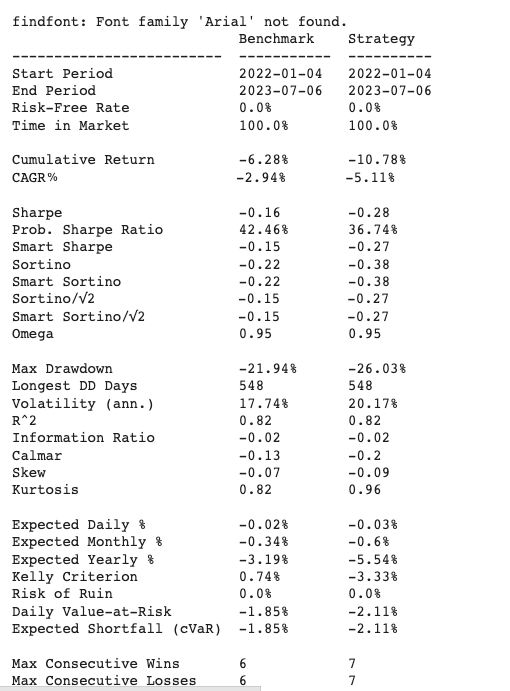 findfont: Font family 'Arial' not found.
Benchmark Strategy
------------------------- ----------- ----------
Start Period 2022-01-04 2022-01-04
End Period 2023-07-06 2023-07-06
Risk-Free Rate 0.0% 0.0%
Time in Market 100.0% 100.0%
Cumulative Return -6.28% -10.78%
CAGR﹪ -2.94% -5.11%
Sharpe -0.16 -0.28
Prob. Sharpe Ratio 42.46% 36.74%
Smart Sharpe -0.15 -0.27
Sortino -0.22 -0.38
Smart Sortino -0.22 -0.38
Sortino/√2 -0.15 -0.27
Smart Sortino/√2 -0.15 -0.27
Omega 0.95 0.95
Max Drawdown -21.94% -26.03%
Longest DD Days 548 548
Volatility (ann.) 17.74% 20.17%
R^2 0.82 0.82
Information Ratio -0.02 -0.02
Calmar -0.13 -0.2
Skew -0.07 -0.09
Kurtosis 0.82 0.96
Expected Daily % -0.02% -0.03%
Expected Monthly % -0.34% -0.6%
Expected Yearly % -3.19% -5.54%
Kelly Criterion 0.74% -3.33%
Risk of Ruin 0.0% 0.0%
Daily Value-at-Risk -1.85% -2.11%
Expected Shortfall (cVaR) -1.85% -2.11%
Max Consecutive Wins 6 7
Max Consecutive Losses 6 7